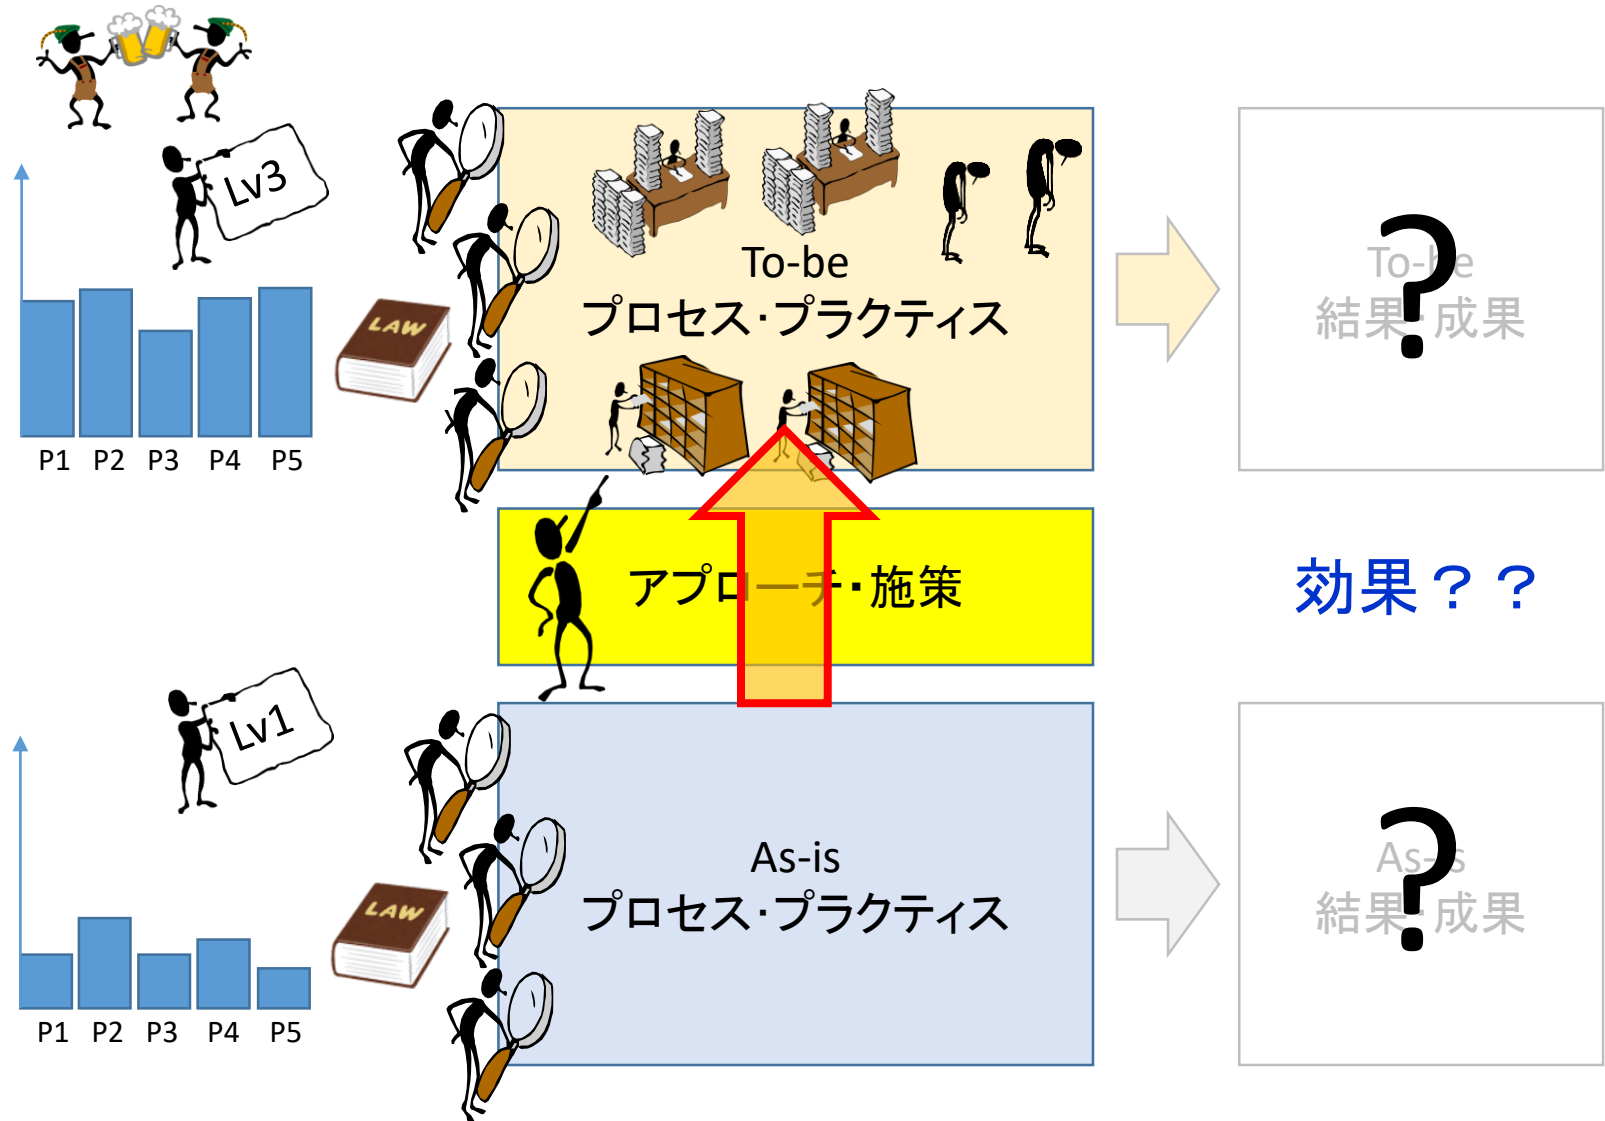 Lv3
LAW
P1 P2 P3 P4 P5
To-be
プロセス・プラクティス
To-be
結果・成果
?
アプローチ・施策
効果？？
Lv1
LAW
P1 P2 P3 P4 P5
As-is
プロセス・プラクティス
As-is
結果・成果
?